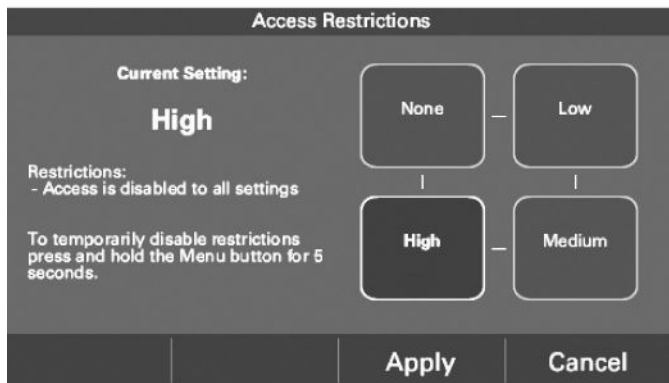 Access Restrictions
Current Setting:
High
Restrictions:
- Access is disabled to all settings
To temporarily disable restrictions
press and hold the Menu button for 5
seconds.
None
Low
High
Medium
Apply
Cancel